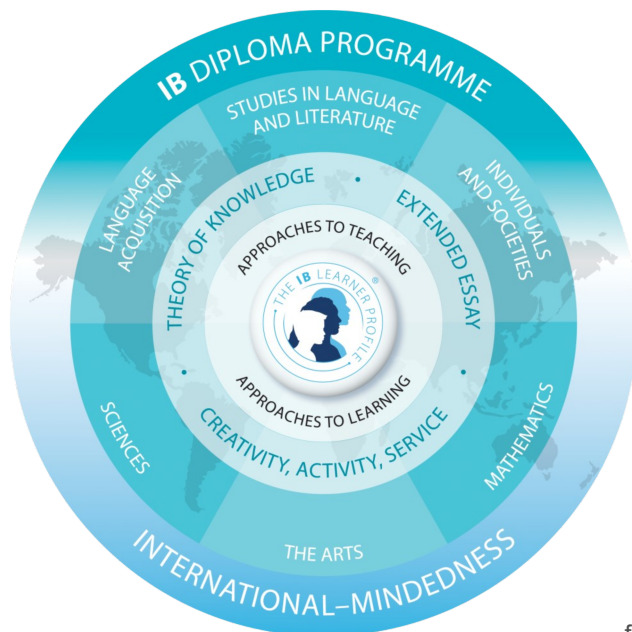 IB DIPLOMA PROGRAMME
STUDIES IN LANGUAGE
AND LITERATURE
LANGUAGE
ACQUISITION
INDIVIDUALS
AND SOCIETIES
THEORY OF KNOWLEDGE
•
EXTENDED ESSAY
APPROACHES TO TEACHING
THE IB LEARNER PROFILE ®
APPROACHES TO LEARNING
•
•
CREATIVITY, ACTIVITY, SERVICE
SCIENCES
MATHEMATICS
THE ARTS
INTERNATIONAL–MINDEDNESS